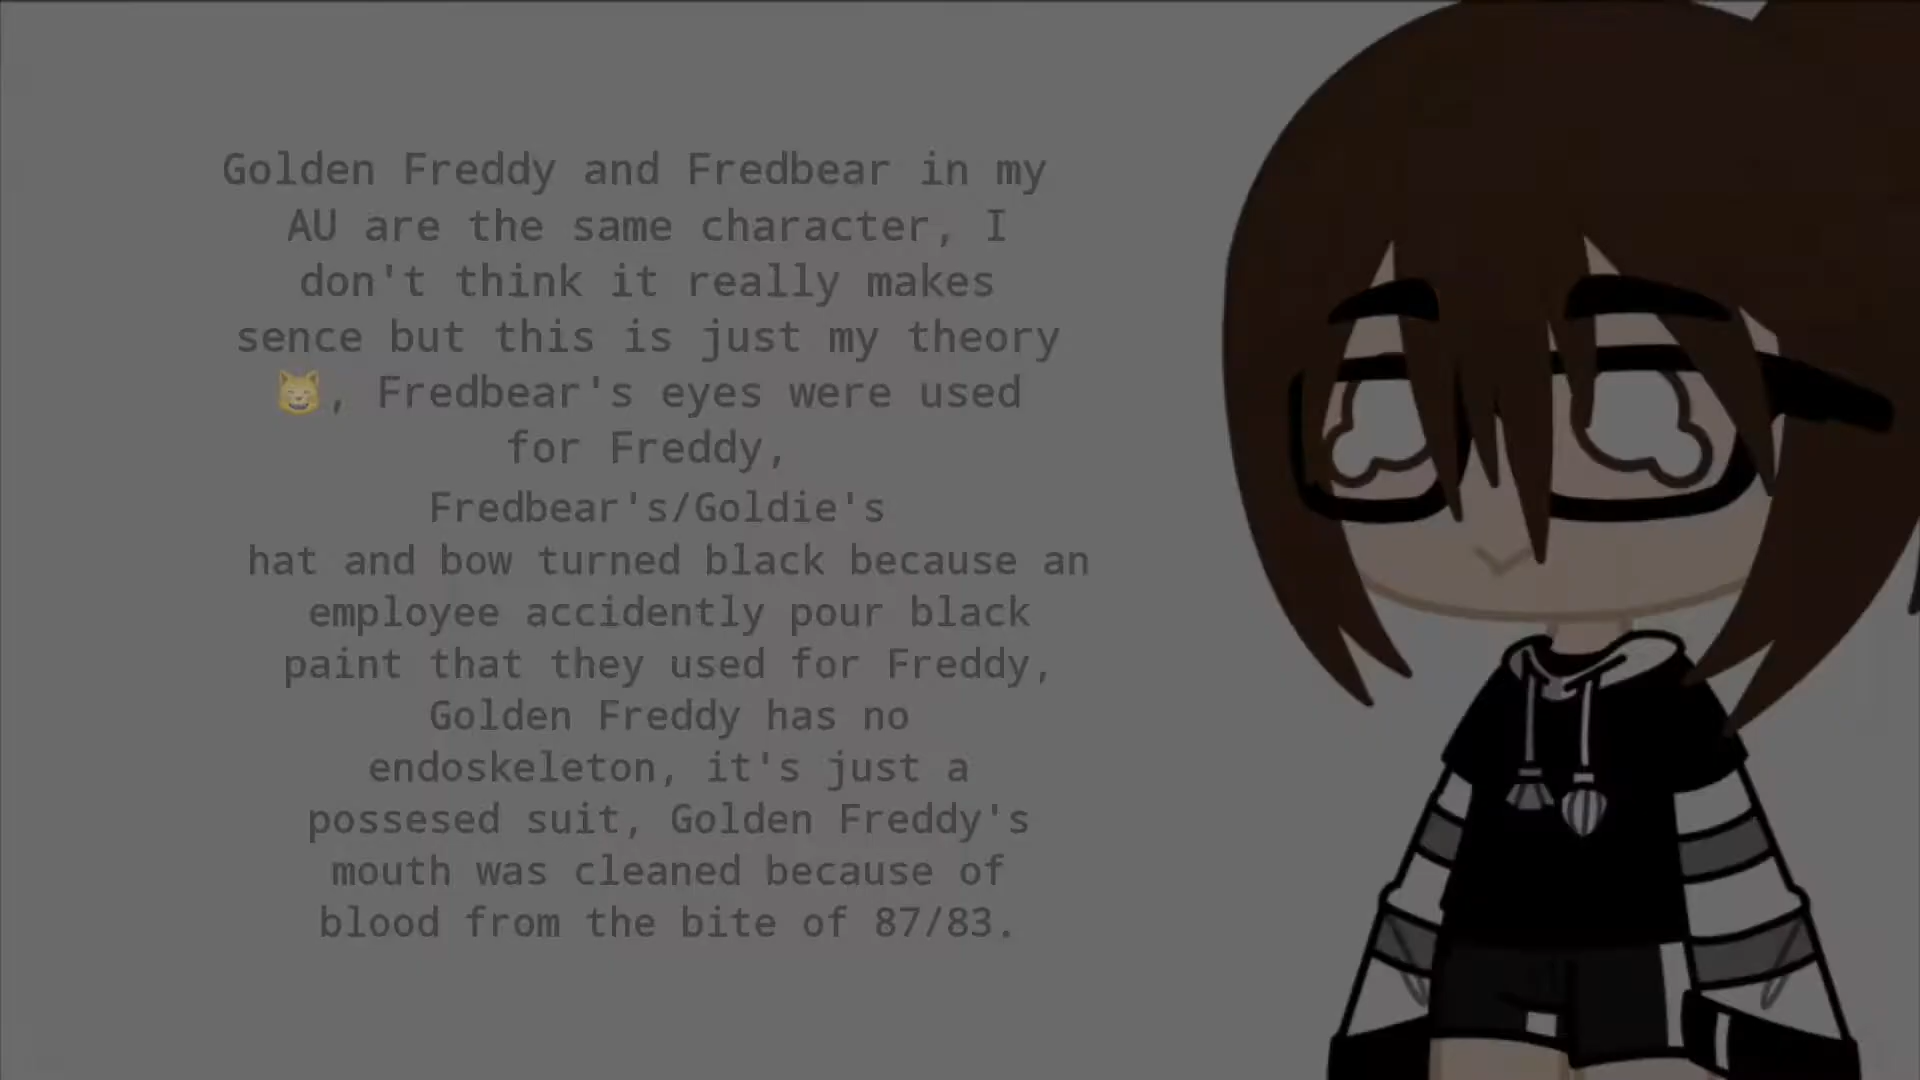 Golden Freddy and Fredbear in my
AU are the same character, I
don't think it really makes
sence but this is just my theory
😸, Fredbear's eyes were used
for Freddy,
Fredbear's/Goldie's
hat and bow turned black because an
employee accidently pour black
paint that they used for Freddy,
Golden Freddy has no
endoskeleton, it's just a
possesed suit, Golden Freddy's
mouth was cleaned because of
blood from the bite of 87/83.